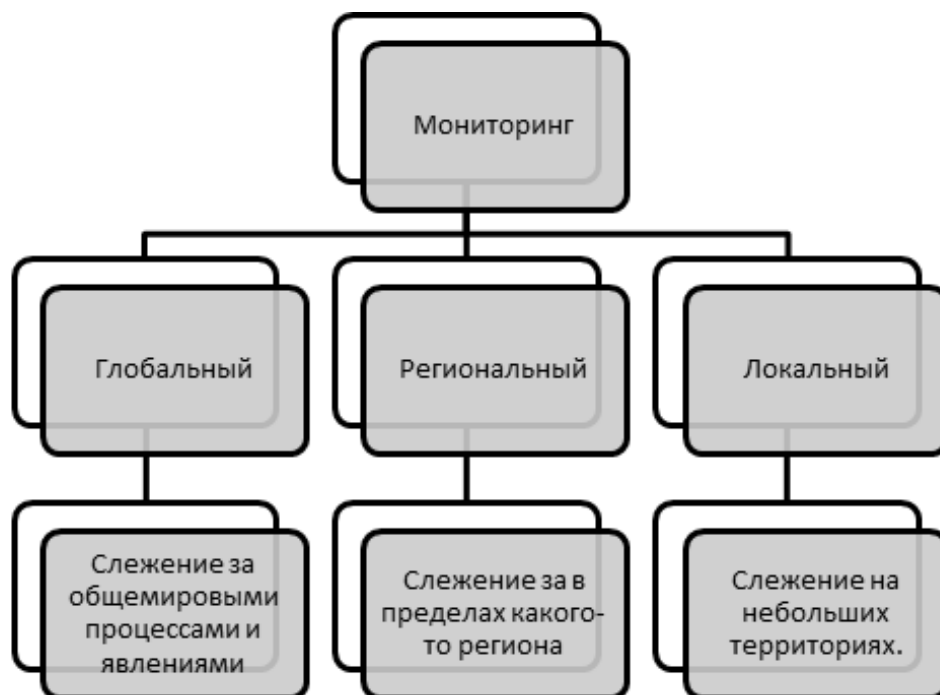 Мониторинг
Глобальный
Региональный
Локальный
Слежение за
общемировыми
процессами и
явлениями
Слежение за в
пределах какого-
то региона
Слежение на
небольших
территориях.